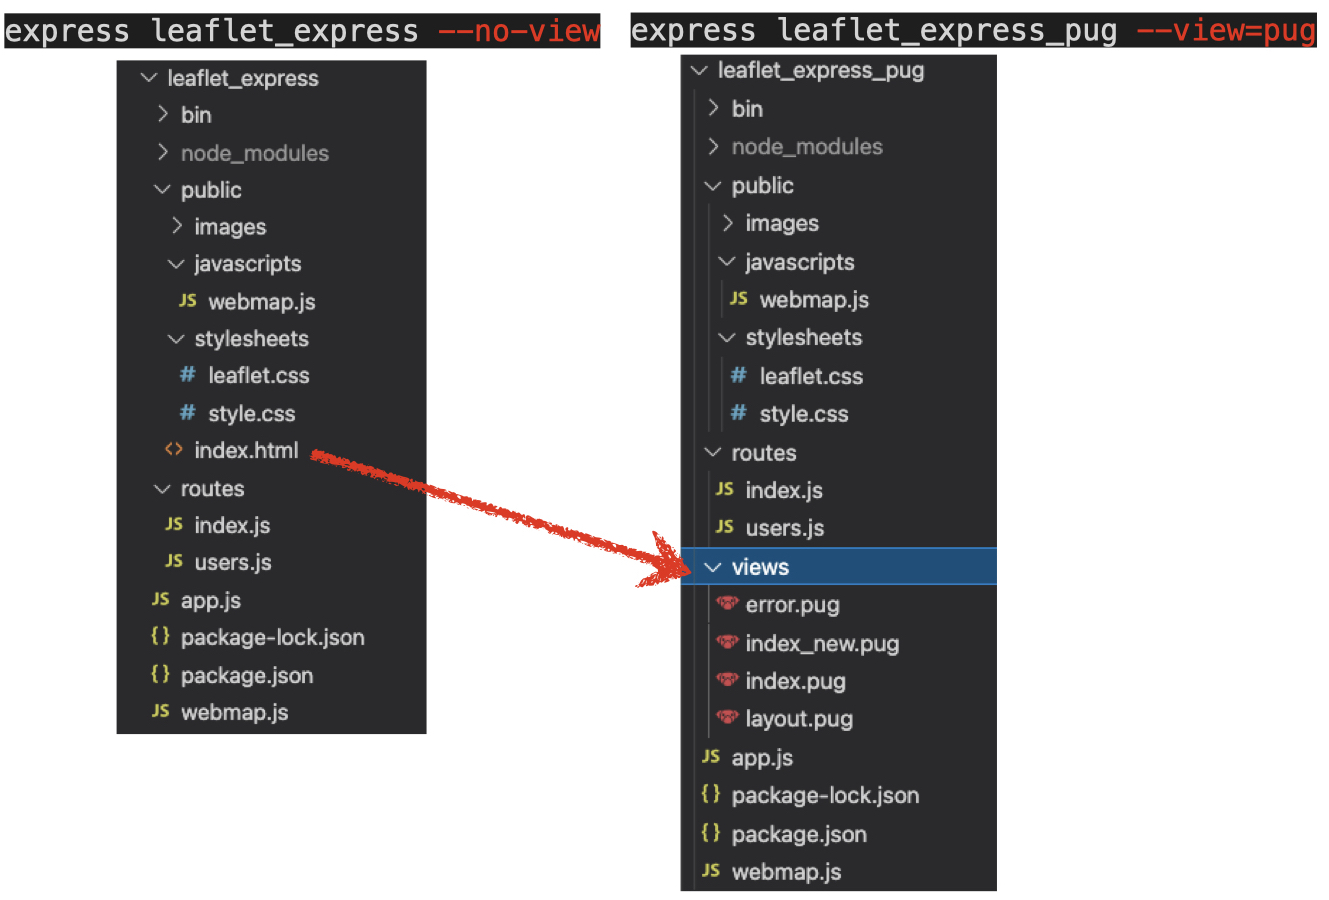 express leaflet_express --no-view
leaflet_express
bin
node_modules
public
images
javascripts
JS webmap.js
stylesheets
# leaflet.css
# style.css
<> index.html
routes
JS index.js
JS users.js
JS app.js
{} package-lock.json
{} package.json
JS webmap.js
express leaflet_express_pug --view=pug
leaflet_express_pug
bin
node_modules
public
images
javascripts
JS webmap.js
stylesheets
# leaflet.css
# style.css
routes
JS index.js
JS users.js
views
error.pug
index_new.pug
index.pug
layout.pug
JS app.js
{} package-lock.json
{} package.json
JS webmap.js